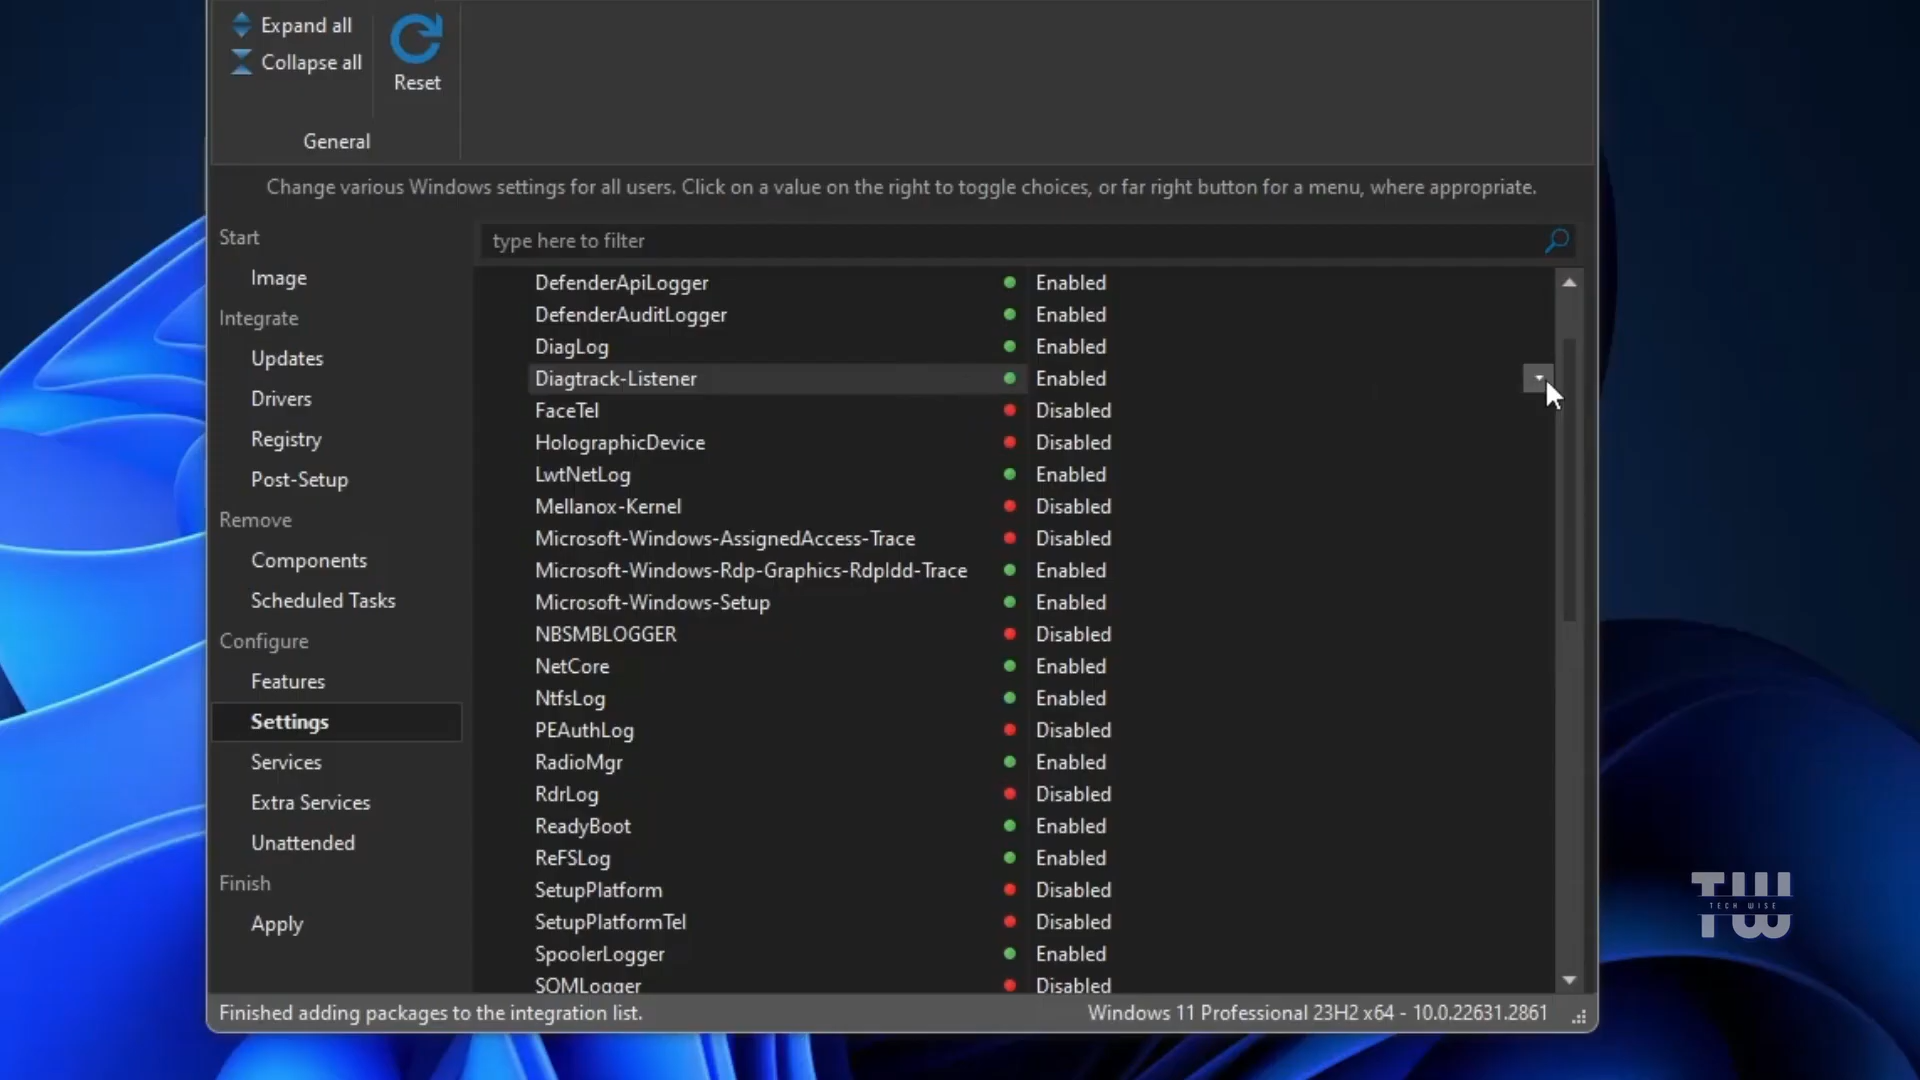 Expand all
Collapse all
Reset
General
Change various Windows settings for all users. Click on a value on the right to toggle choices, or far right button for a menu, where appropriate.
Start
Image
Integrate
Updates
Drivers
Registry
Post-Setup
Remove
Components
Scheduled Tasks
Configure
Features
Settings
Services
Extra Services
Unattended
Finish
Apply
type here to filter
DefenderApiLogger Enabled
DefenderAuditLogger Enabled
DiagLog Enabled
Diagtrack-Listener Enabled
FaceTel Disabled
HolographicDevice Disabled
LwtNetLog Enabled
Mellanox-Kernel Disabled
Microsoft-Windows-AssignedAccess-Trace Disabled
Microsoft-Windows-Rdp-Graphics-RdpIdd-Trace Enabled
Microsoft-Windows-Setup Enabled
NBSMBLOGGER Disabled
NetCore Enabled
NtfsLog Enabled
PEAuthLog Disabled
RadioMgr Enabled
RdrLog Disabled
ReadyBoot Enabled
ReFSLog Enabled
SetupPlatform Disabled
SetupPlatformTel Disabled
SpoolerLogger Enabled
SQMLogger Disabled
Finished adding packages to the integration list.
Windows 11 Professional 23H2 x64 - 10.0.22631.2861
TW
TECH WISE